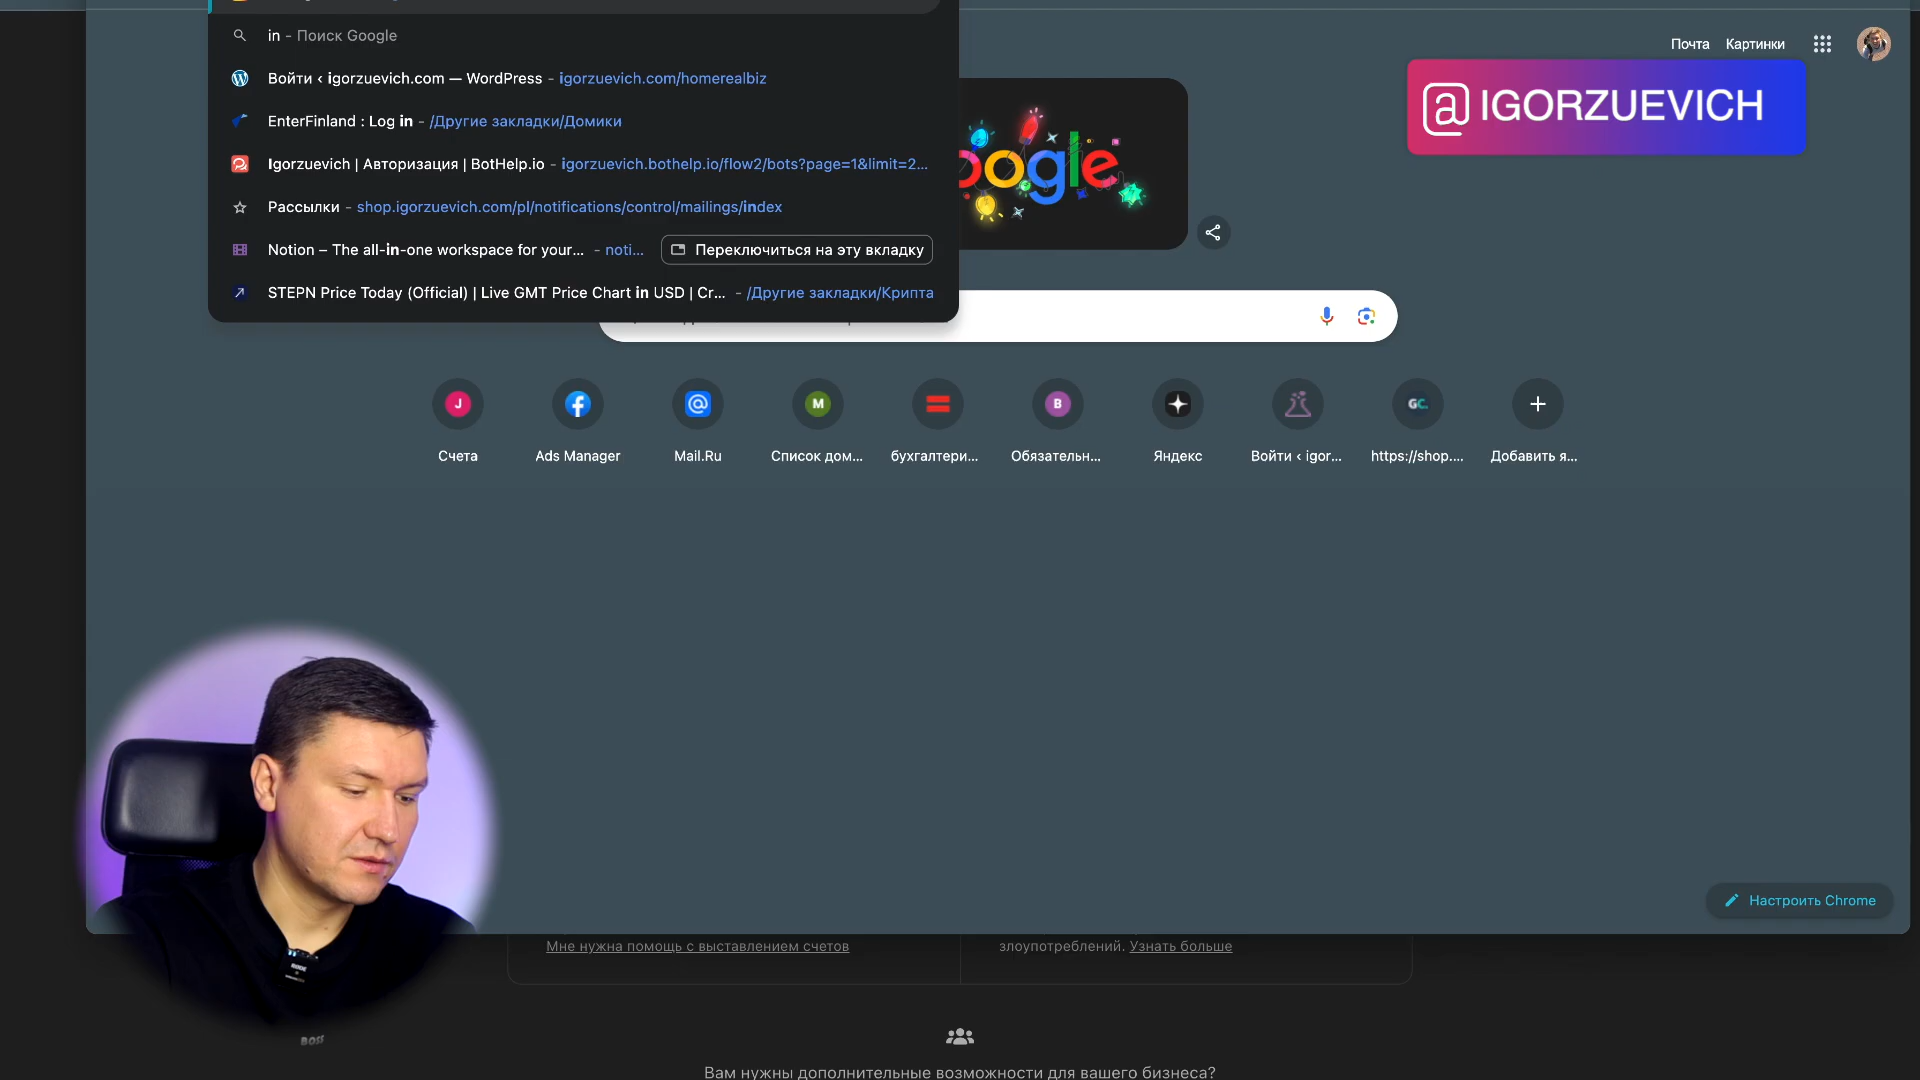 in - Поиск Google
Войти ‹ igorzuevich.com — WordPress - igorzuevich.com/homerealbiz
EnterFinland : Log in - /Другие закладки/Домики
Igorzuevich | Авторизация | BotHelp.io - igorzuevich.bothelp.io/flow2/bots?page=1&limit=2...
Рассылки - shop.igorzuevich.com/pl/notifications/control/mailings/index
Notion – The all-in-one workspace for your... - noti... Переключиться на эту вкладку
STEPN Price Today (Official) | Live GMT Price Chart in USD | Cr... - /Другие закладки/Крипта
Почта Картинки
@IGORZUEVICH
oogle
J
M
B
GC.
Счета
Ads Manager
Mail.Ru
Список дом...
бухгалтери...
Обязательн...
Яндекс
Войти ‹ igor...
https://shop....
Добавить я...
Настроить Chrome
Мне нужна помощь с выставлением счетов
злоупотреблений. Узнать больше
BOSS
Вам нужны дополнительные возможности для вашего бизнеса?